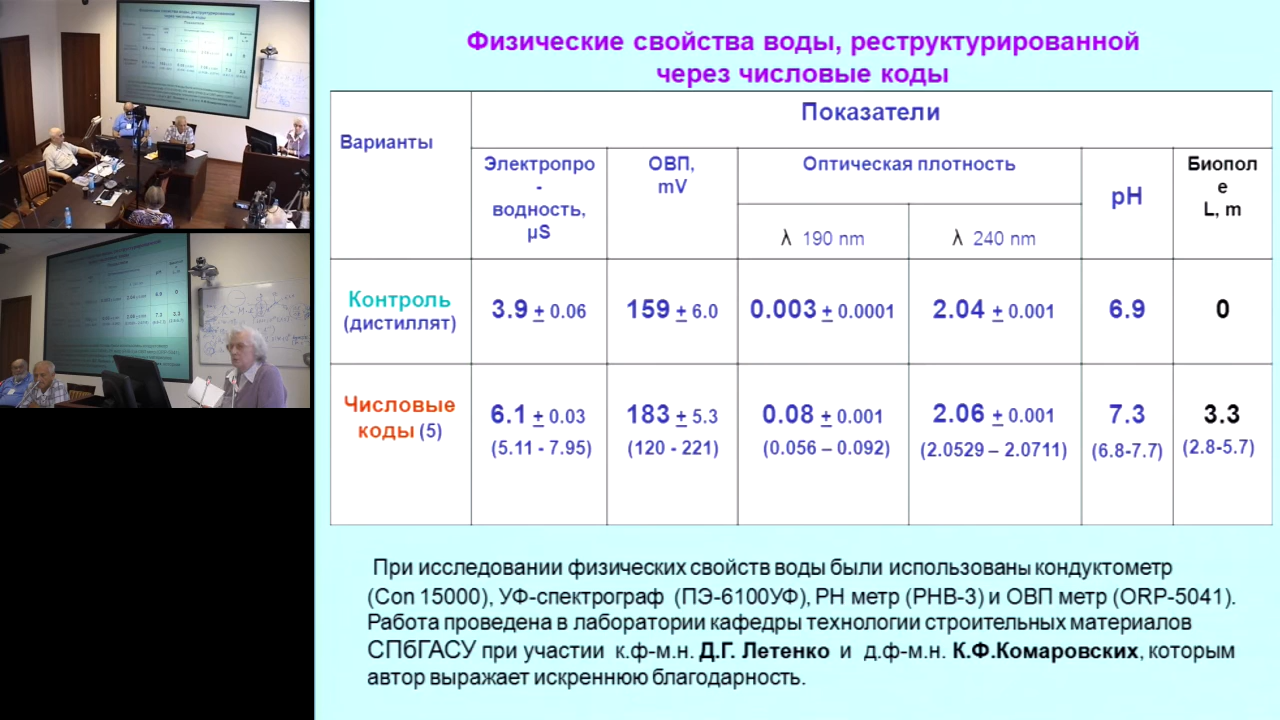 Физические свойства воды, реструктурированной
через числовые коды
Варианты
Показатели
Электропро
-
водность,
µS
ОВП,
mV
Оптическая плотность
pH
Биопол
е
L, m
λ 190 nm
λ 240 nm
Контроль
(дистиллят)
3.9 ± 0.06
159 ± 6.0
0.003 ± 0.0001
2.04 ± 0.001
6.9
0
Числовые
коды (5)
6.1 ± 0.03
(5.11 - 7.95)
183 ± 5.3
(120 - 221)
0.08 ± 0.001
(0.056 – 0.092)
2.06 ± 0.001
(2.0529 – 2.0711)
7.3
(6.8-7.7)
3.3
(2.8-5.7)
При исследовании физических свойств воды были использованы кондуктометр
(Con 15000), УФ-спектрограф (ПЭ-6100УФ), РН метр (РНВ-3) и ОВП метр (ORP-5041).
Работа проведена в лаборатории кафедры технологии строительных материалов
СПбГАСУ при участии к.ф-м.н. Д.Г. Летенко и д.ф-м.н. К.Ф.Комаровских, которым
автор выражает искреннюю благодарность.